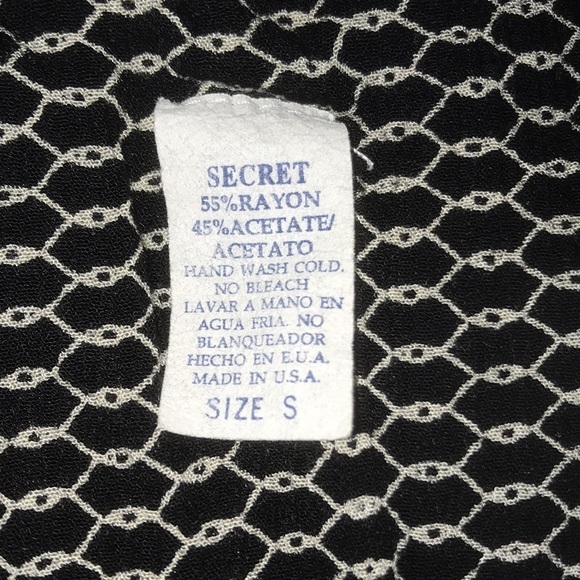 SECRET
55%RAYON
45%ACETATE/
ACETATO
HAND WASH COLD.
NO BLEACH
LAVAR A MANO EN
AGUA FRIA. NO
BLANQUEADOR
HECHO EN E.U.A.
MADE IN U.S.A.
SIZE S